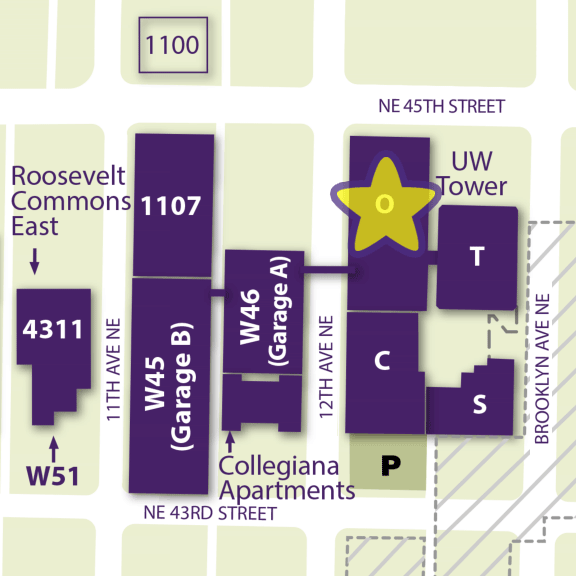 1100
NE 45TH STREET
Roosevelt
Commons
East
1107
O
UW
Tower
T
4311
11TH AVE NE
W45
(Garage B)
W46
(Garage A)
12TH AVE NE
C
S
BROOKLYN AVE NE
W51
Collegiana
Apartments
P
NE 43RD STREET